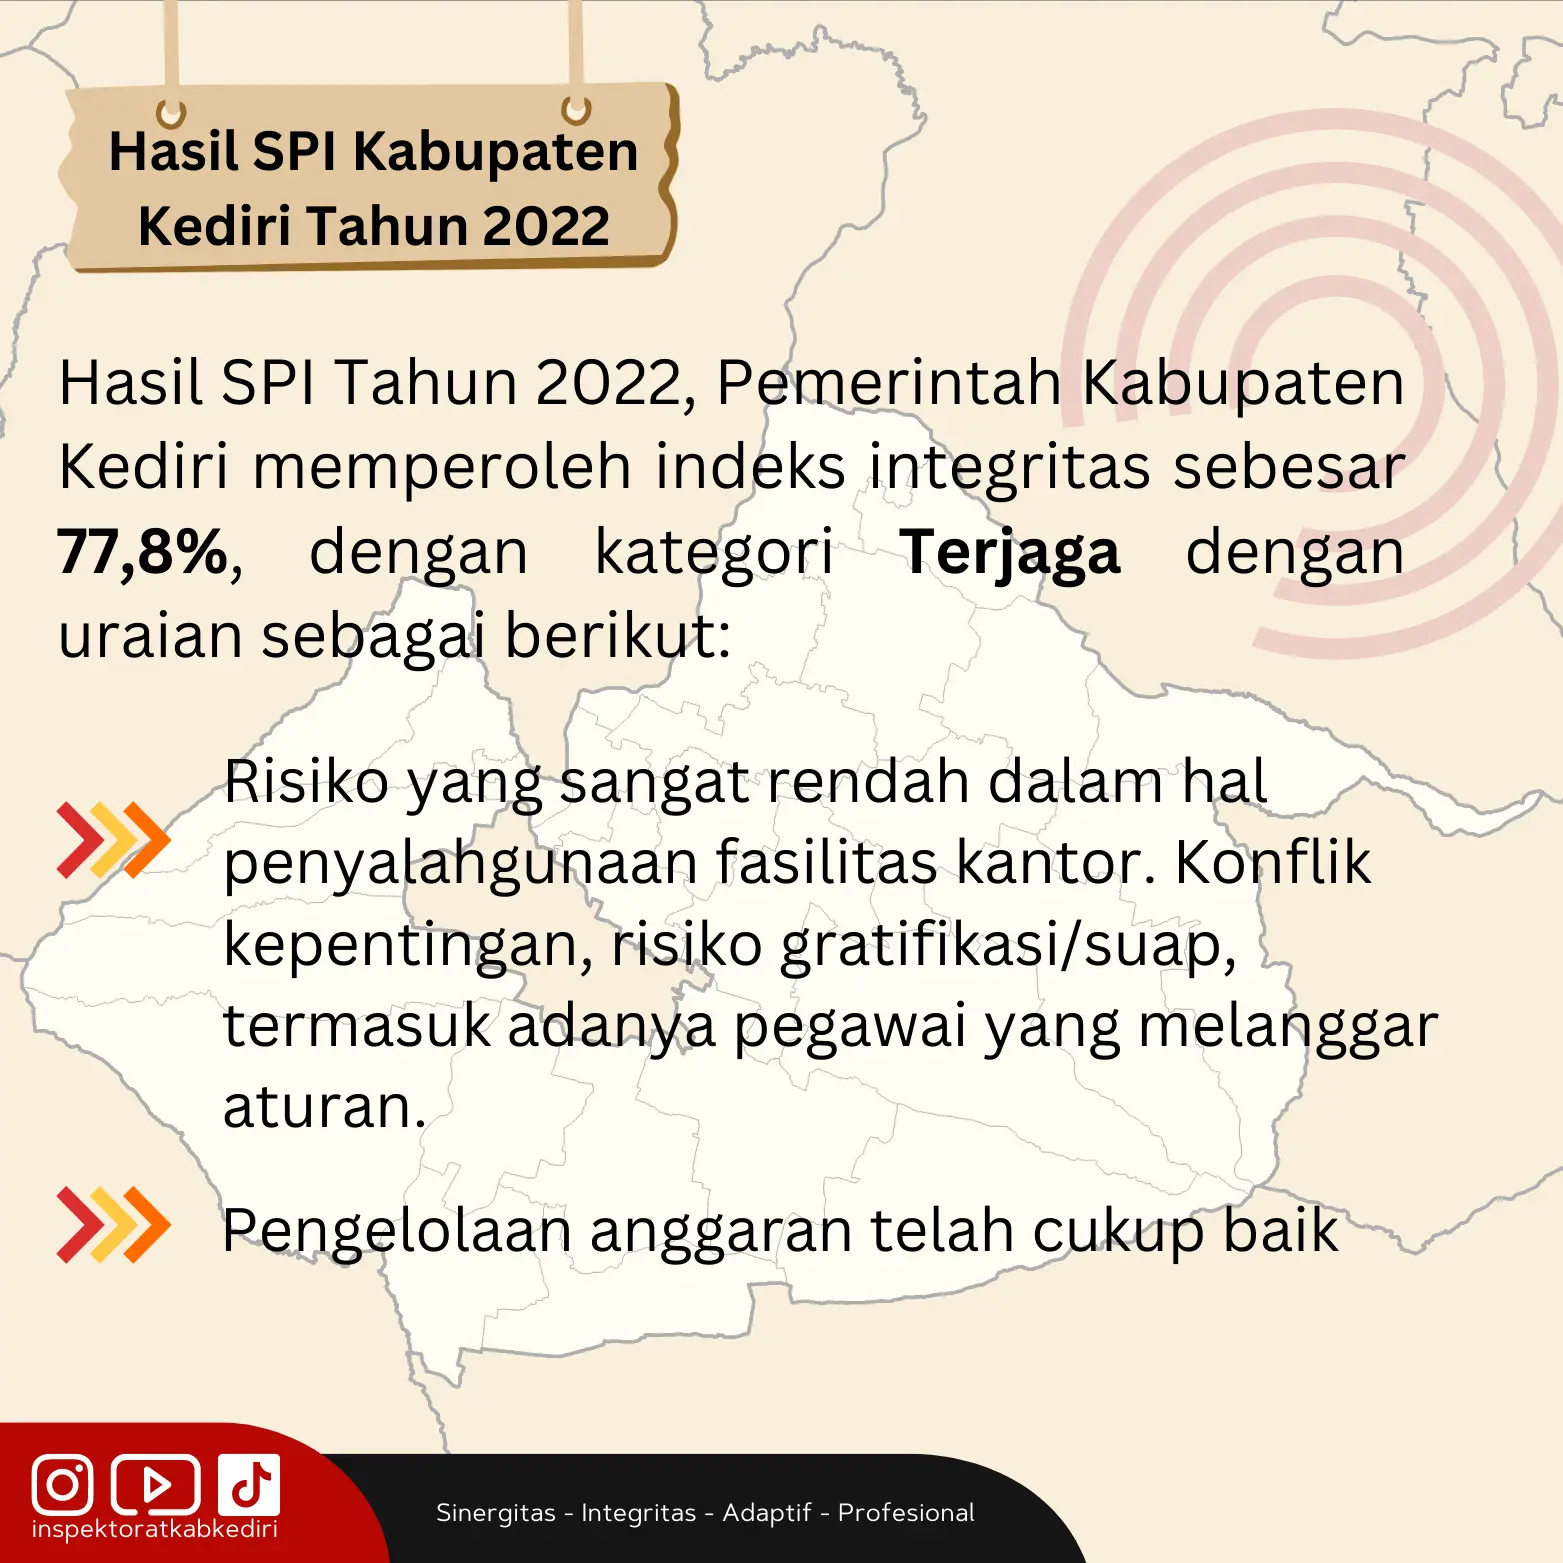 Hasil SPI Kabupaten
Kediri Tahun 2022
Hasil SPI Tahun 2022, Pemerintah Kabupaten
Kediri memperoleh indeks integritas sebesar
77,8%, dengan kategori Terjaga dengan
uraian sebagai berikut:
Risiko yang sangat rendah dalam hal
penyalahgunaan fasilitas kantor. Konflik
kepentingan, risiko gratifikasi/suap,
termasuk adanya pegawai yang melanggar
aturan.
Pengelolaan anggaran telah cukup baik
inspektoratkabkediri
Sinergitas - Integritas - Adaptif - Profesional